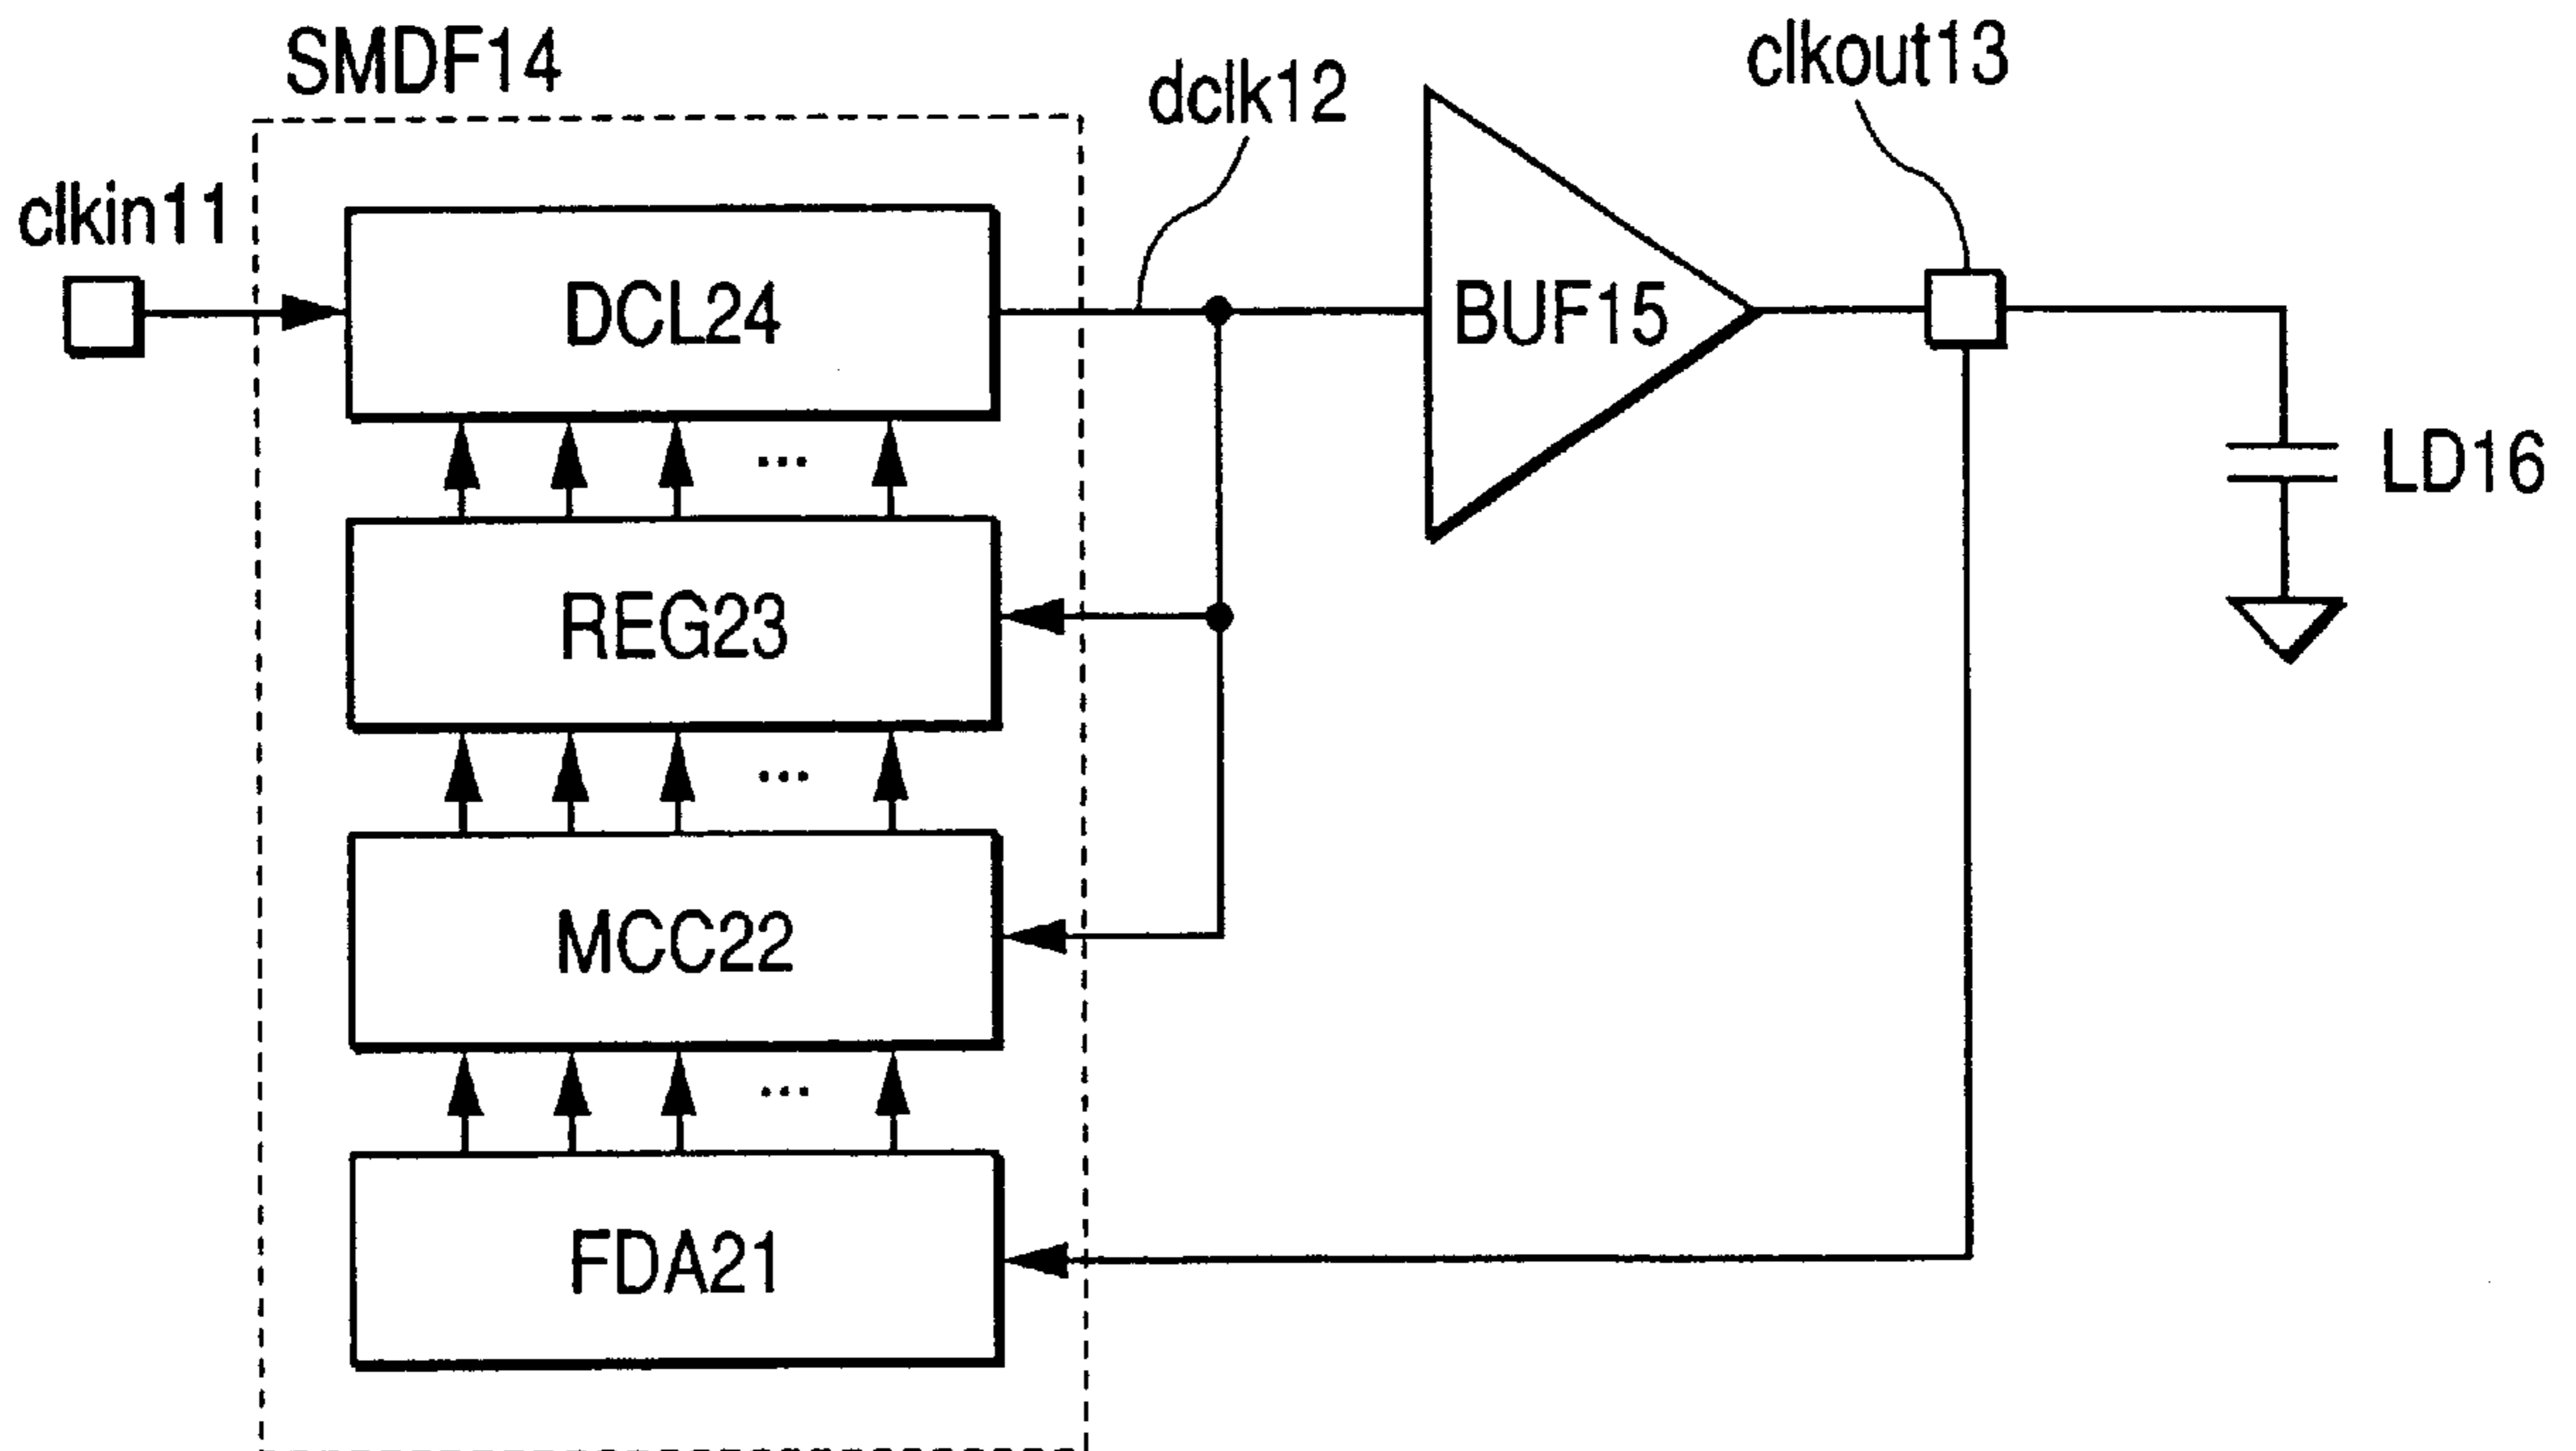 SMDF14
clkout13
dclk12
clkin11
DCL24
BUF15
...
LD16
REG23
...
MCC22
...
FDA21